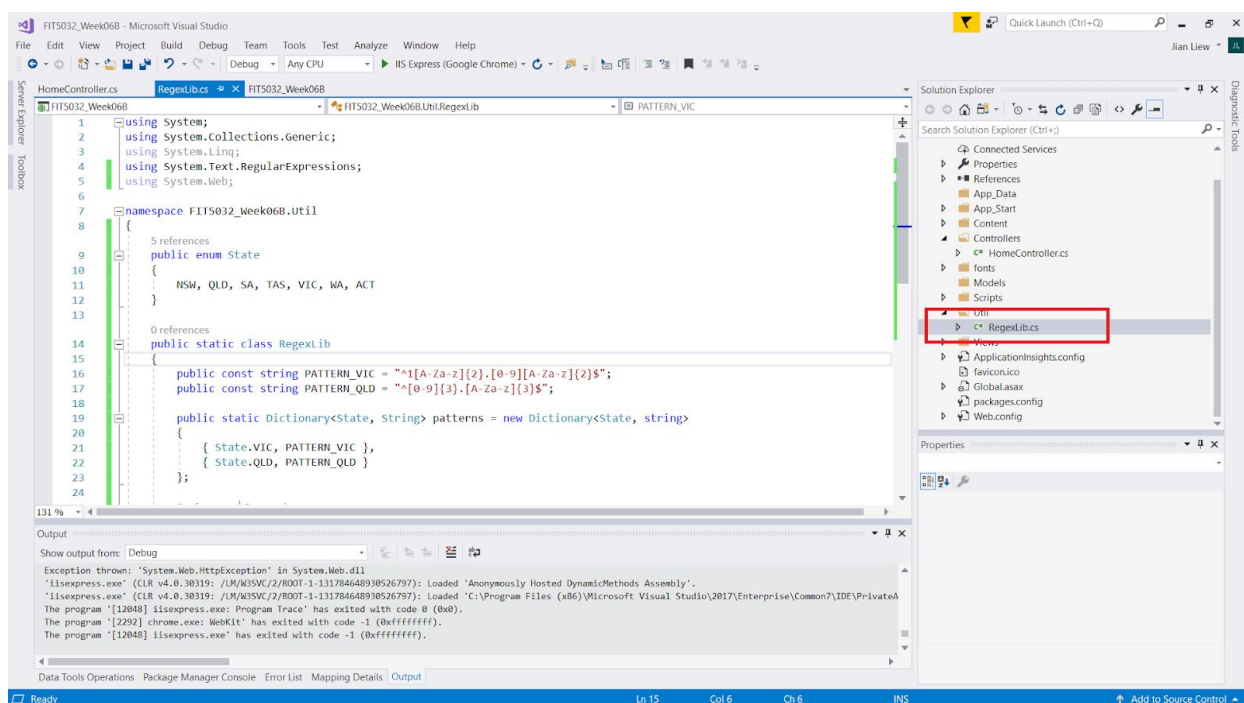 FIT5032_Week06B - Microsoft Visual Studio
Quick Launch (Ctrl+Q)
File Edit View Project Build Debug Team Tools Test Analyze Window Help
Jian Liew
JL
Debug Any CPU IIS Express (Google Chrome)
Server Explorer
Toolbox
HomeController.cs RegexLib.cs FIT5032_Week06B
FIT5032_Week06B FIT5032_Week06B.Util.RegexLib PATTERN_VIC
1 using System;
2 using System.Collections.Generic;
3 using System.Linq;
4 using System.Text.RegularExpressions;
5 using System.Web;
6
7 namespace FIT5032_Week06B.Util
8 {
5 references
9 public enum State
10 {
11 NSW, QLD, SA, TAS, VIC, WA, ACT
12 }
13
0 references
14 public static class RegexLib
15 {
16 public const string PATTERN_VIC = "^1[A-Za-z]{2}.[0-9][A-Za-z]{2}$";
17 public const string PATTERN_QLD = "^[0-9]{3}.[A-Za-z]{3}$";
18
19 public static Dictionary<State, String> patterns = new Dictionary<State, string>
20 {
21 { State.VIC, PATTERN_VIC },
22 { State.QLD, PATTERN_QLD }
23 };
24
131 %
Output
Show output from: Debug
Exception thrown: 'System.Web.HttpException' in System.Web.dll
'iisexpress.exe' (CLR v4.0.30319: /LM/W3SVC/2/ROOT-1-131784648930526797): Loaded 'Anonymously Hosted DynamicMethods Assembly'.
'iisexpress.exe' (CLR v4.0.30319: /LM/W3SVC/2/ROOT-1-131784648930526797): Loaded 'C:\Program Files (x86)\Microsoft Visual Studio\2017\Enterprise\Common7\IDE\PrivateA
The program '[12048] iisexpress.exe: Program Trace' has exited with code 0 (0x0).
The program '[2292] chrome.exe: WebKit' has exited with code -1 (0xffffffff).
The program '[12048] iisexpress.exe' has exited with code -1 (0xffffffff).
Data Tools Operations Package Manager Console Error List Mapping Details Output
Solution Explorer
Search Solution Explorer (Ctrl+;)
Connected Services
Properties
References
App_Data
App_Start
Content
Controllers
C# HomeController.cs
fonts
Models
Scripts
Util
C# RegexLib.cs
Views
ApplicationInsights.config
favicon.ico
Global.asax
packages.config
Web.config
Properties
Diagnostic Tools
Ready Ln 15 Col 6 Ch 6 INS Add to Source Control